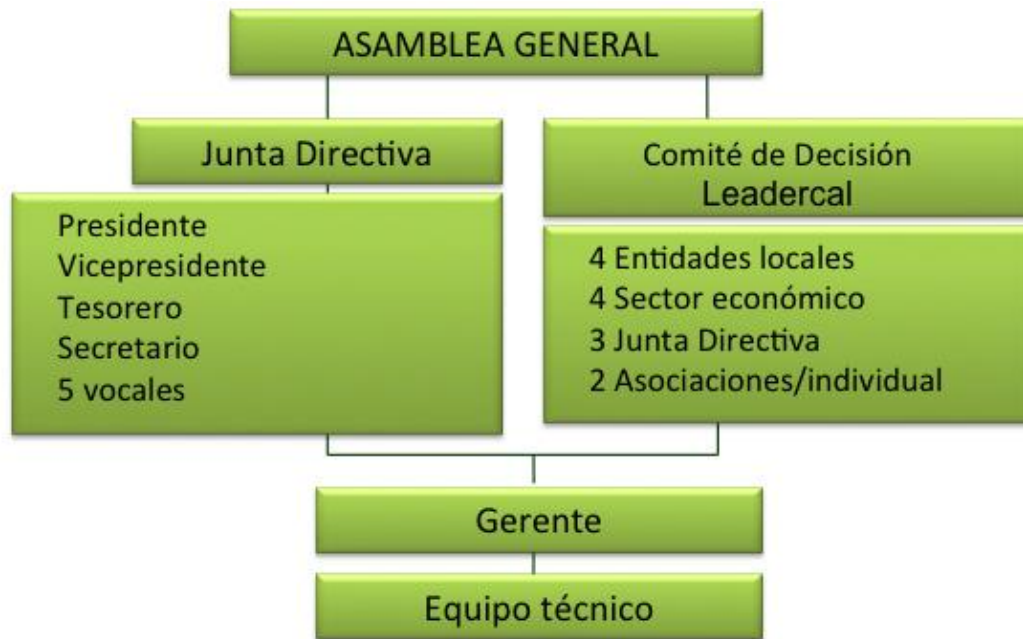 ASAMBLEA GENERAL
Junta Directiva
Presidente
Vicepresidente
Tesorero
Secretario
5 vocales
Comité de Decisión
Leadercal
4 Entidades locales
4 Sector económico
3 Junta Directiva
2 Asociaciones/individual
Gerente
Equipo técnico